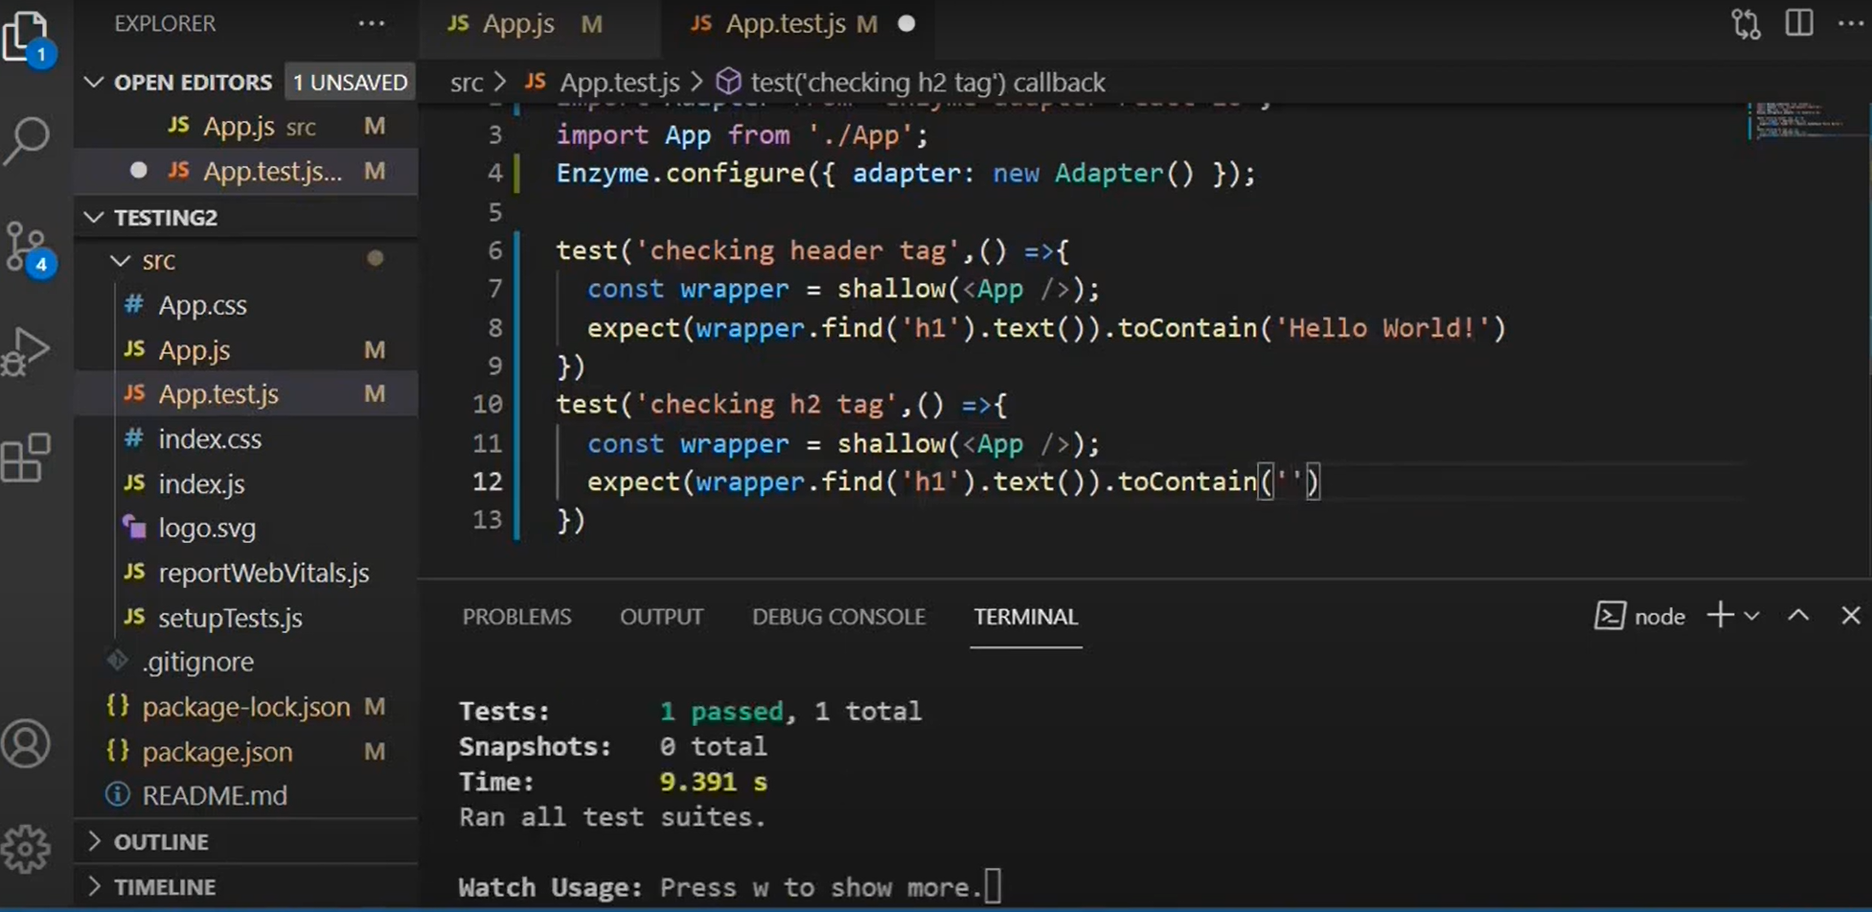 EXPLORER ...
JS App.js M
JS App.test.js M
1
OPEN EDITORS 1 UNSAVED
src > JS App.test.js > test('checking h2 tag') callback
JS App.js src M
JS App.test.js... M
TESTING2
src
# App.css
JS App.js M
JS App.test.js M
# index.css
JS index.js
logo.svg
JS reportWebVitals.js
JS setupTests.js
.gitignore
{} package-lock.json M
{} package.json M
README.md
OUTLINE
TIMELINE
4
3 import App from './App';
4 Enzyme.configure({ adapter: new Adapter() });
5
6 test('checking header tag',() =>{
7 const wrapper = shallow(<App />);
8 expect(wrapper.find('h1').text()).toContain('Hello World!')
9 })
10 test('checking h2 tag',() =>{
11 const wrapper = shallow(<App />);
12 expect(wrapper.find('h1').text()).toContain('')
13 })
PROBLEMS OUTPUT DEBUG CONSOLE TERMINAL node
Tests: 1 passed, 1 total
Snapshots: 0 total
Time: 9.391 s
Ran all test suites.
Watch Usage: Press w to show more.